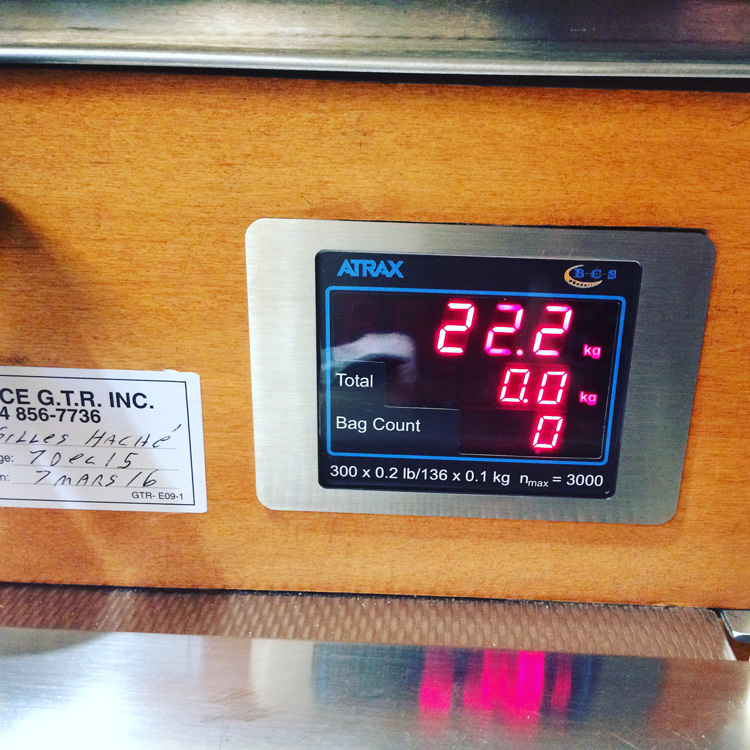 ATRAX
B-C-S
22.2 kg
Total 0.0 kg
Bag Count 0
300 x 0.2 lb/136 x 0.1 kg nmax = 3000
CE G.T.R. INC.
4 856-7736
GILLES HACHÉ
ge: 7 DEC 15
n: 7 MARS 16
GTR- E09-1